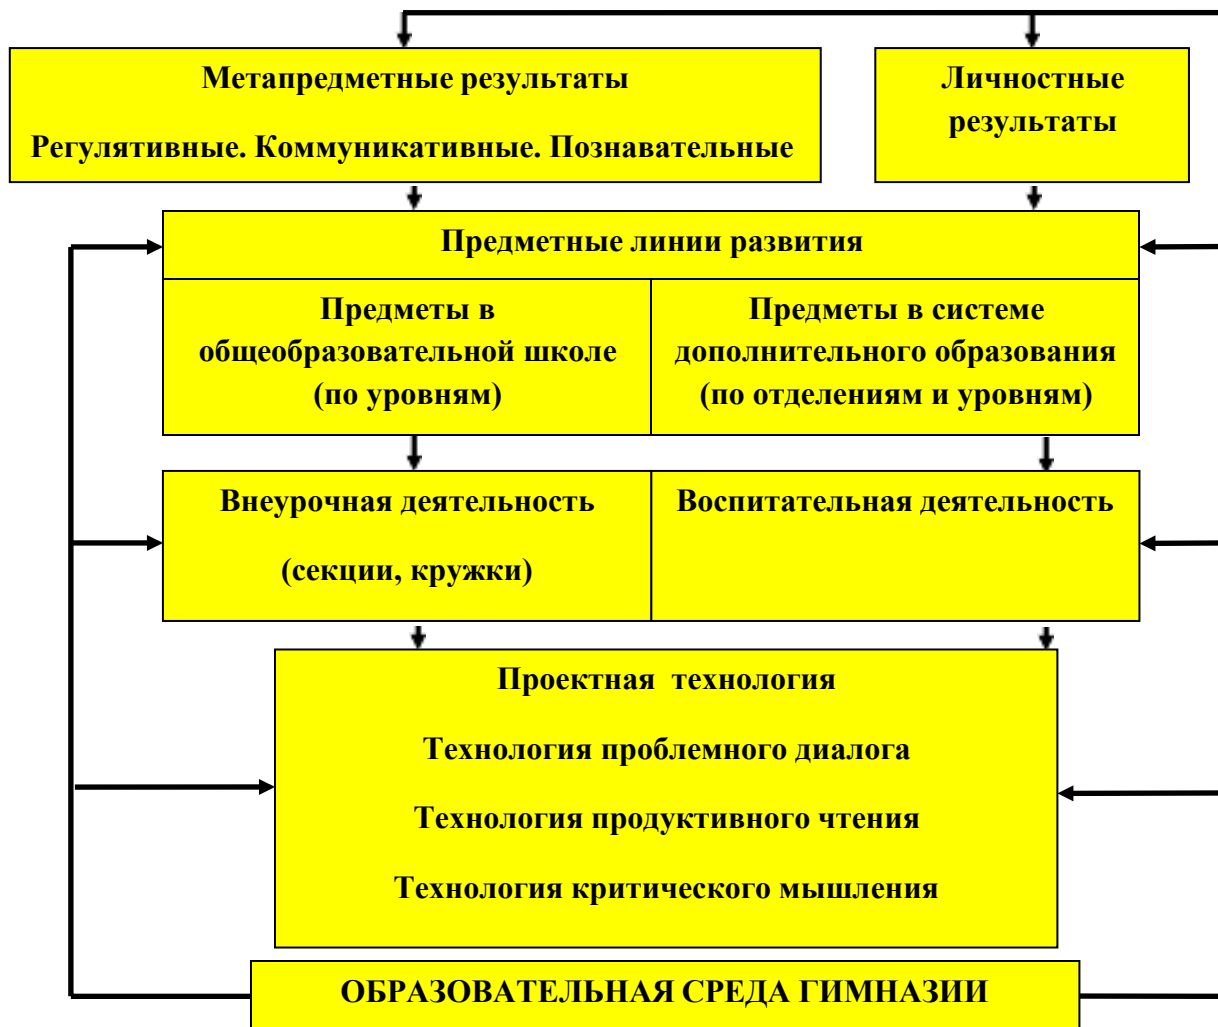 Метапредметные результаты
Регулятивные. Коммуникативные. Познавательные
Личностные
результаты
Предметные линии развития
Предметы в
общеобразовательной школе
(по уровням)
Предметы в системе
дополнительного образования
(по отделениям и уровням)
Внеурочная деятельность
(секции, кружки)
Воспитательная деятельность
Проектная технология
Технология проблемного диалога
Технология продуктивного чтения
Технология критического мышления
ОБРАЗОВАТЕЛЬНАЯ СРЕДА ГИМНАЗИИ